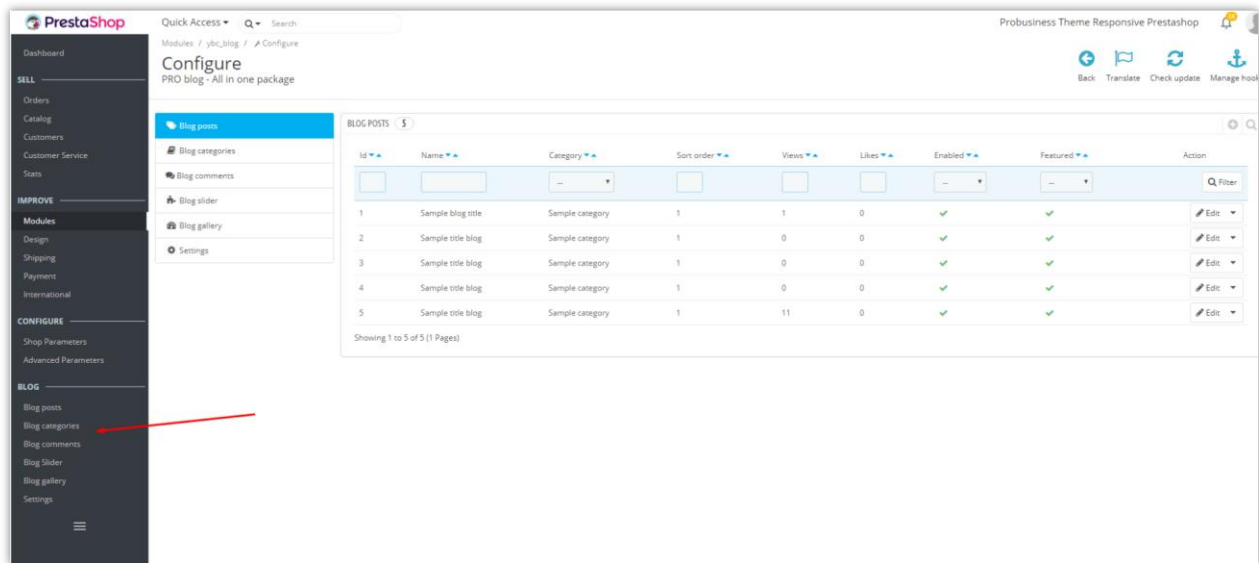 PrestaShop
Quick Access
Search
Probusiness Theme Responsive Prestashop
Modules / ybc_blog / Configure
Configure
PRO blog - All in one package
Back
Translate
Check update
Manage hook
Dashboard
SELL
Orders
Catalog
Customers
Customer Service
Stats
IMPROVE
Modules
Design
Shipping
Payment
International
CONFIGURE
Shop Parameters
Advanced Parameters
BLOG
Blog posts
Blog categories
Blog comments
Blog Slider
Blog gallery
Settings
Blog posts
Blog categories
Blog comments
Blog slider
Blog gallery
Settings
BLOG POSTS 5
Id Name Category Sort order Views Likes Enabled Featured Action
-- -- -- Filter
1 Sample blog title Sample category 1 1 0 Edit
2 Sample title blog Sample category 1 0 0 Edit
3 Sample title blog Sample category 1 0 0 Edit
4 Sample title blog Sample category 1 0 0 Edit
5 Sample title blog Sample category 1 11 0 Edit
Showing 1 to 5 of 5 (1 Pages)